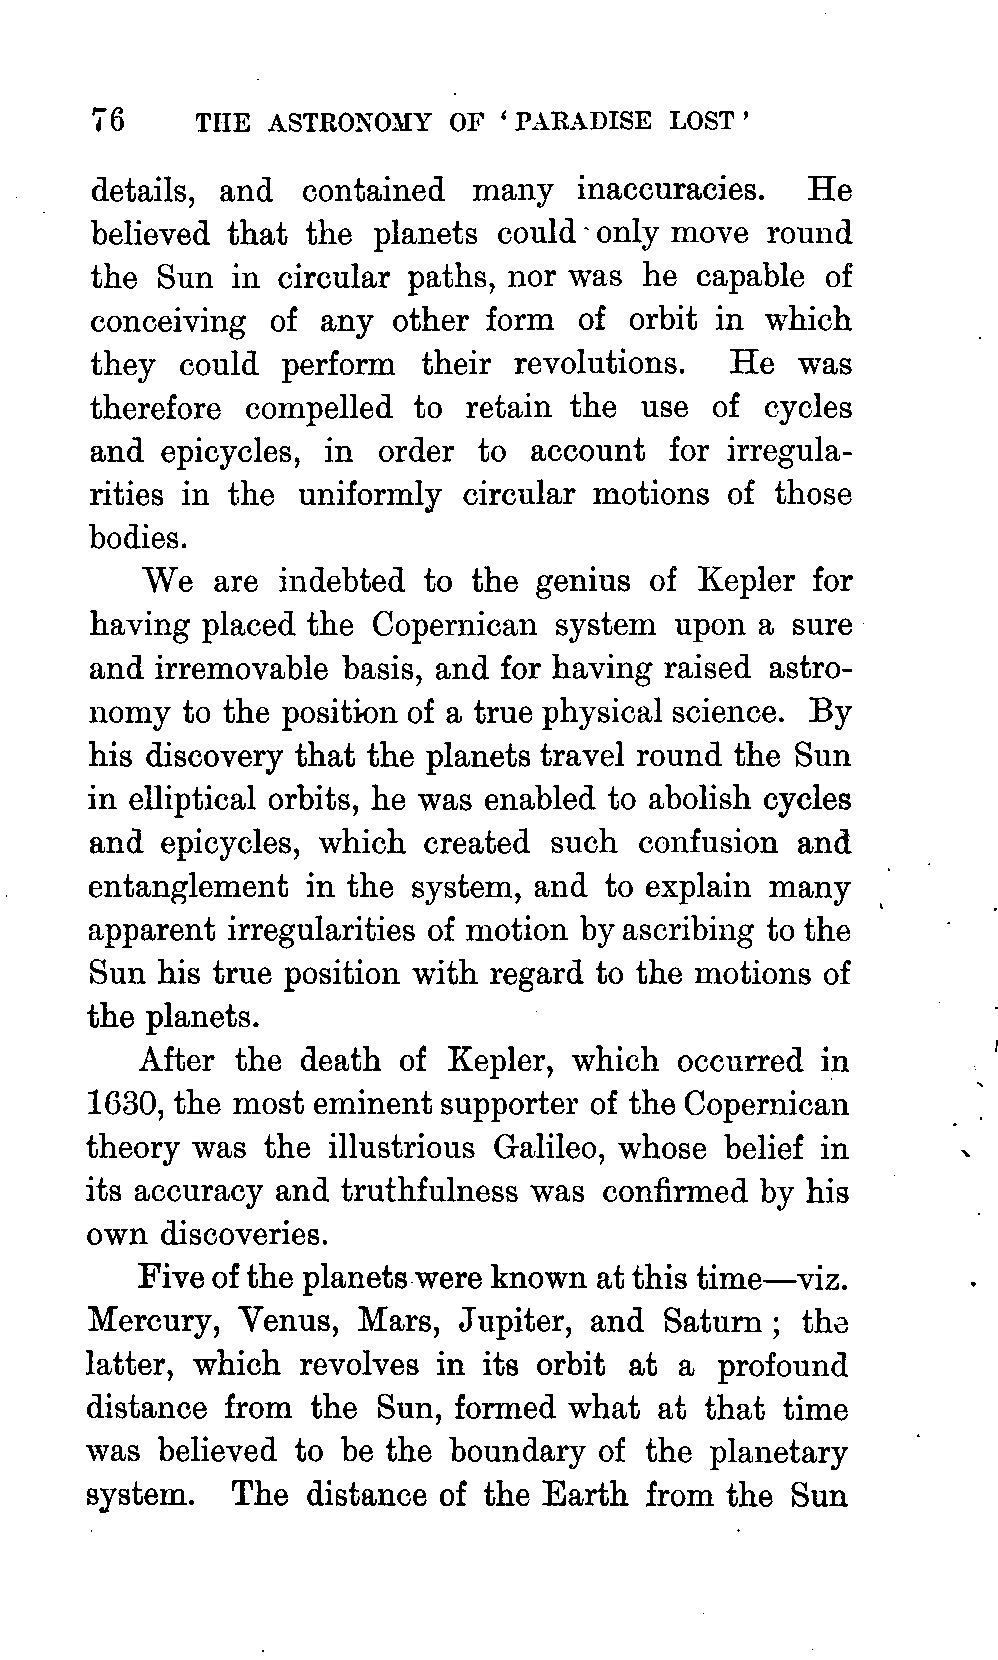 76 THE ASTRONOMY OF ‘PARADISE LOST’
details, and contained many inaccuracies. He
believed that the planets could only move round
the Sun in circular paths, nor was he capable of
conceiving of any other form of orbit in which
they could perform their revolutions. He was
therefore compelled to retain the use of cycles
and epicycles, in order to account for irregula-
rities in the uniformly circular motions of those
bodies.
We are indebted to the genius of Kepler for
having placed the Copernican system upon a sure
and irremovable basis, and for having raised astro-
nomy to the position of a true physical science. By
his discovery that the planets travel round the Sun
in elliptical orbits, he was enabled to abolish cycles
and epicycles, which created such confusion and
entanglement in the system, and to explain many
apparent irregularities of motion by ascribing to the
Sun his true position with regard to the motions of
the planets.
After the death of Kepler, which occurred in
1630, the most eminent supporter of the Copernican
theory was the illustrious Galileo, whose belief in
its accuracy and truthfulness was confirmed by his
own discoveries.
Five of the planets were known at this time—viz.
Mercury, Venus, Mars, Jupiter, and Saturn; the
latter, which revolves in its orbit at a profound
distance from the Sun, formed what at that time
was believed to be the boundary of the planetary
system. The distance of the Earth from the Sun